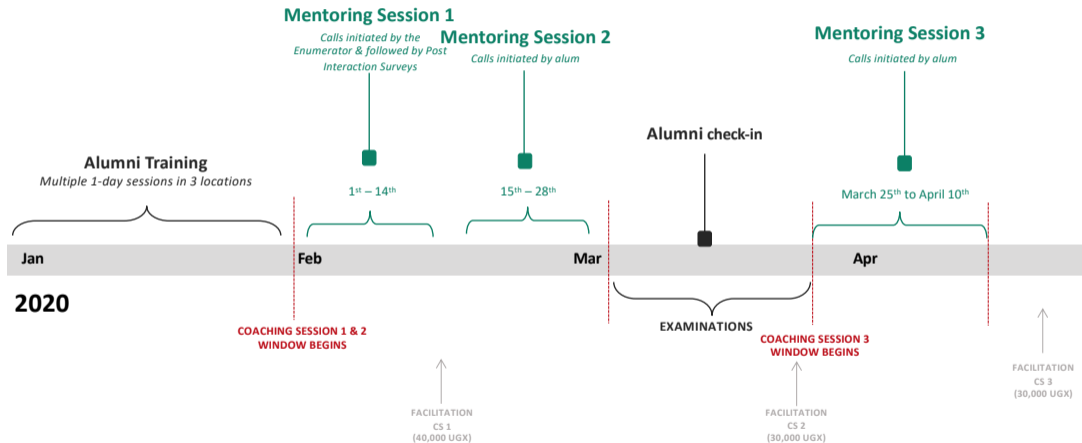 Mentoring Session 1
Calls initiated by the
Enumerator & followed by Post
Interaction Surveys
Mentoring Session 2
Calls initiated by alum
Mentoring Session 3
Calls initiated by alum
Alumni check-in
Alumni Training
Multiple 1-day sessions in 3 locations
1st – 14th
15th – 28th
March 25th to April 10th
Jan
Feb
Mar
Apr
2020
COACHING SESSION 1 & 2
WINDOW BEGINS
EXAMINATIONS
COACHING SESSION 3
WINDOW BEGINS
FACILITATION
CS 1
(40,000 UGX)
FACILITATION
CS 2
(30,000 UGX)
FACILITATION
CS 3
(30,000 UGX)